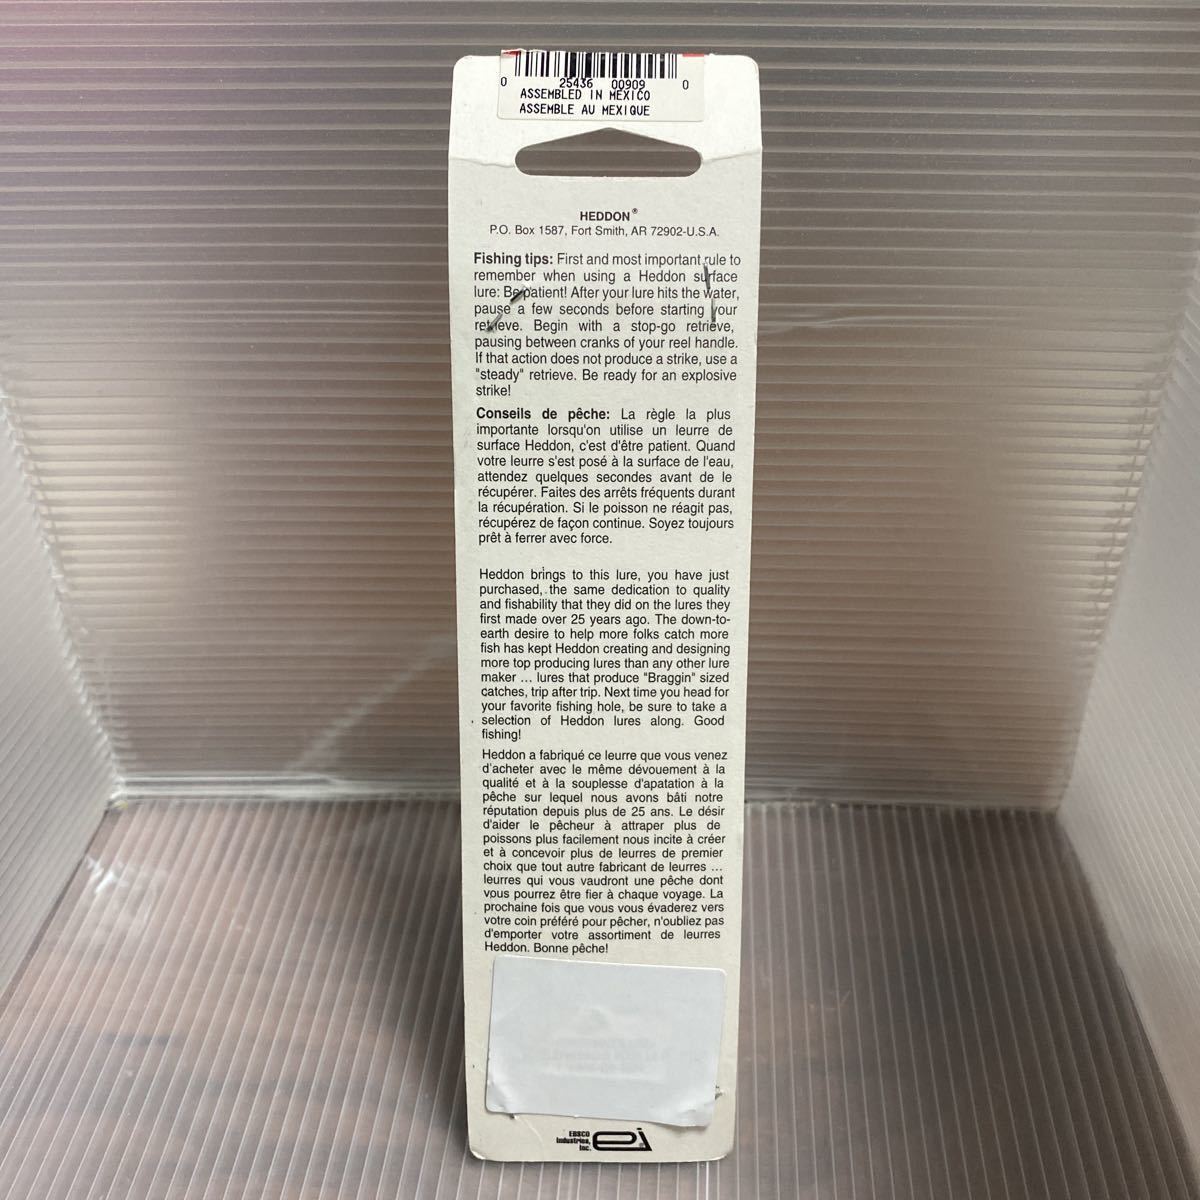 0 25436 00909 0
ASSEMBLED IN MEXICO
ASSEMBLE AU MEXIQUE
HEDDON®
P.O. Box 1587, Fort Smith, AR 72902-U.S.A.
Fishing tips: First and most important rule to
remember when using a Heddon surface
lure: Be patient! After your lure hits the water,
pause a few seconds before starting your
retrieve. Begin with a stop-go retrieve,
pausing between cranks of your reel handle.
If that action does not produce a strike, use a
"steady" retrieve. Be ready for an explosive
strike!
Conseils de pêche: La règle la plus
importante lorsqu'on utilise un leurre de
surface Heddon, c'est d'être patient. Quand
votre leurre s'est posé à la surface de l'eau,
attendez quelques secondes avant de le
récupérer. Faites des arrêts fréquents durant
la récupération. Si le poisson ne réagit pas,
récupérez de façon continue. Soyez toujours
prêt à ferrer avec force.
Heddon brings to this lure, you have just
purchased, the same dedication to quality
and fishability that they did on the lures they
first made over 25 years ago. The down-to-
earth desire to help more folks catch more
fish has kept Heddon creating and designing
more top producing lures than any other lure
maker ... lures that produce "Braggin" sized
catches, trip after trip. Next time you head for
your favorite fishing hole, be sure to take a
selection of Heddon lures along. Good
fishing!
Heddon a fabriqué ce leurre que vous venez
d'acheter avec le même dévouement à la
qualité et à la souplesse d'apatation à la
pêche sur lequel nous avons bâti notre
réputation depuis plus de 25 ans. Le désir
d'aider le pêcheur à attraper plus de
poissons plus facilement nous incite à créer
et à concevoir plus de leurres de premier
choix que tout autre fabricant de leurres ...
leurres qui vous vaudront une pêche dont
vous pourrez être fier à chaque voyage. La
prochaine fois que vous vous évaderez vers
votre coin préféré pour pêcher, n'oubliez pas
d'emporter votre assortiment de leurres
Heddon. Bonne pêche!
EBSCO
Industries,
Inc.
ei